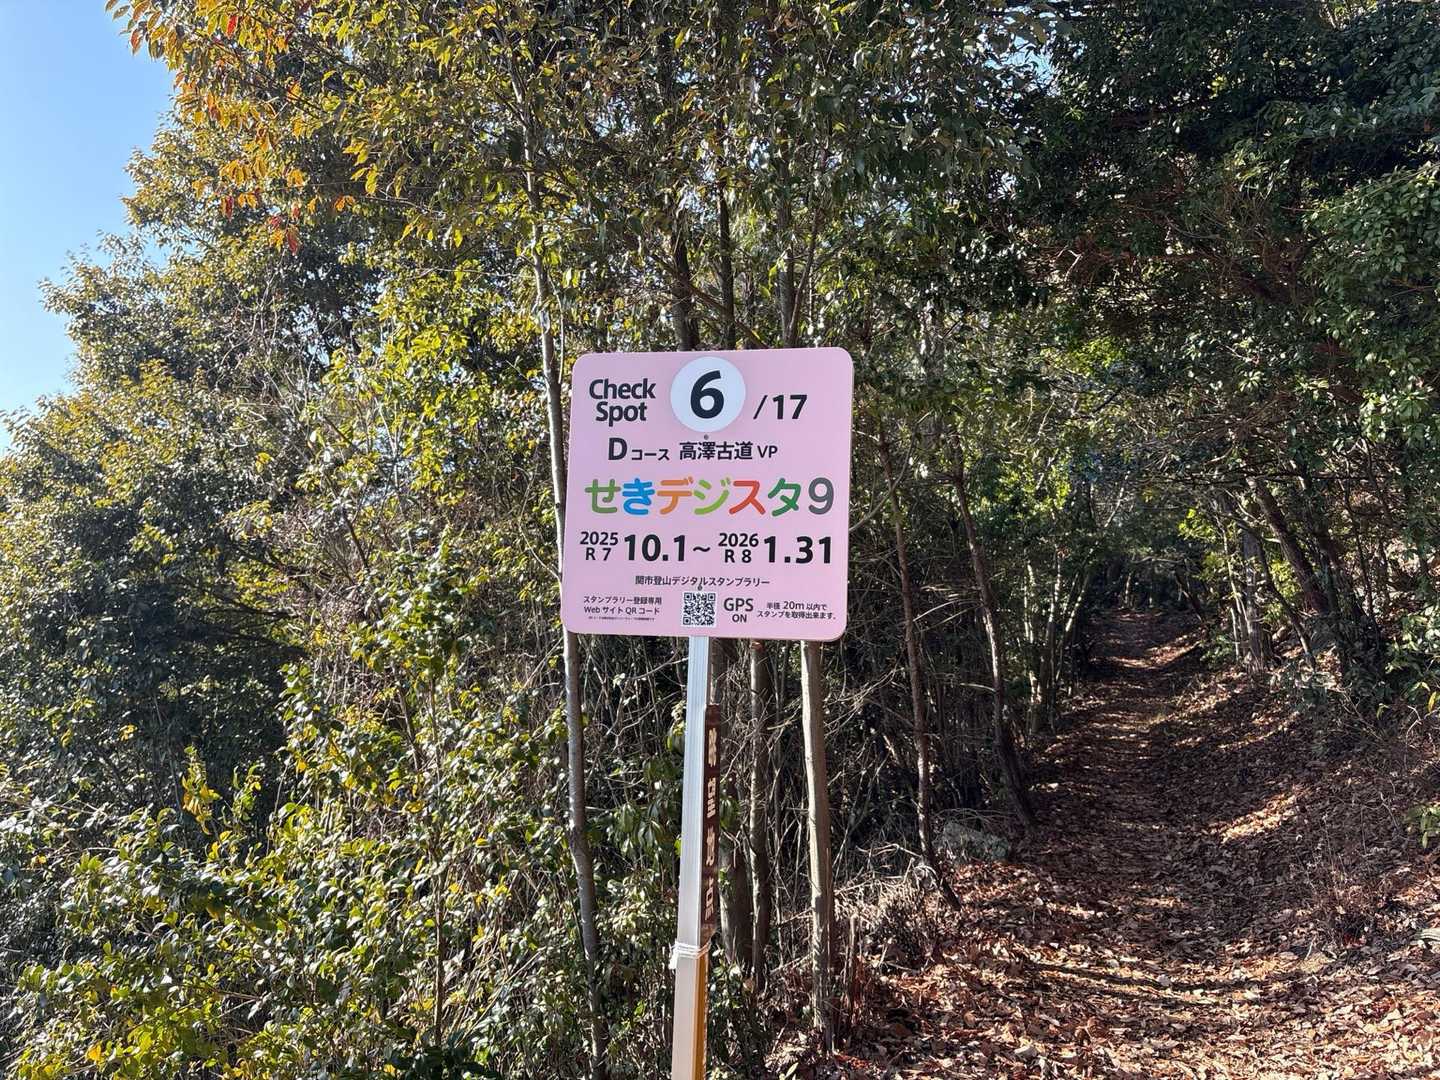 Check Spot 6 / 17
Dコース 高澤古道 VP
せきデジスタ9
2025 R7 10.1～2026 R8 1.31
関市登山デジタルスタンプラリー
スタンプラリー登録専用
Web サイト QR コード
GPS ON
半径 20m 以内で
スタンプを取得出来ます。